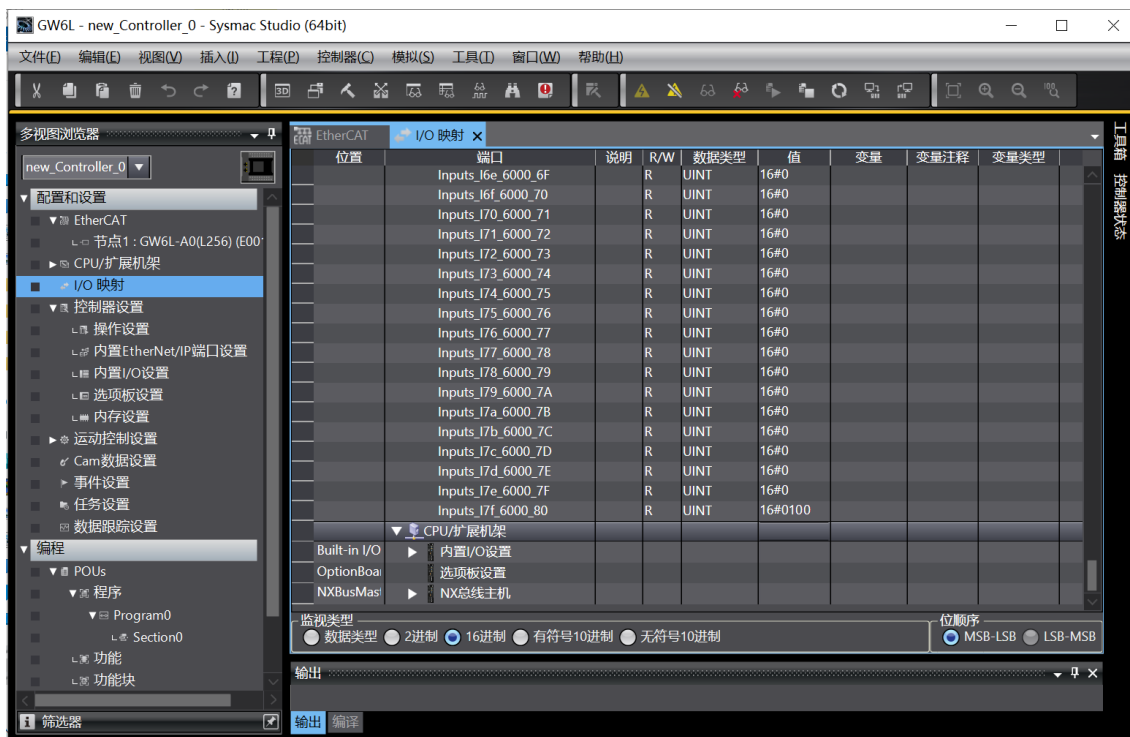 GW6L - new_Controller_0 - Sysmac Studio (64bit)
文件(F) 编辑(E) 视图(V) 插入(I) 工程(P) 控制器(C) 模拟(S) 工具(T) 窗口(W) 帮助(H)
多视图浏览器
new_Controller_0
配置和设置
EtherCAT
节点1 : GW6L-A0(L256) (E00
CPU/扩展机架
I/O 映射
控制器设置
操作设置
内置EtherNet/IP端口设置
内置I/O设置
选项板设置
内存设置
运动控制设置
Cam数据设置
事件设置
任务设置
数据跟踪设置
编程
POUs
程序
Program0
Section0
功能
功能块
筛选器
EtherCAT I/O 映射
位置 端口 说明 R/W 数据类型 值 变量 变量注释 变量类型
Inputs_I6e_6000_6F R UINT 16#0
Inputs_I6f_6000_70 R UINT 16#0
Inputs_I70_6000_71 R UINT 16#0
Inputs_I71_6000_72 R UINT 16#0
Inputs_I72_6000_73 R UINT 16#0
Inputs_I73_6000_74 R UINT 16#0
Inputs_I74_6000_75 R UINT 16#0
Inputs_I75_6000_76 R UINT 16#0
Inputs_I76_6000_77 R UINT 16#0
Inputs_I77_6000_78 R UINT 16#0
Inputs_I78_6000_79 R UINT 16#0
Inputs_I79_6000_7A R UINT 16#0
Inputs_I7a_6000_7B R UINT 16#0
Inputs_I7b_6000_7C R UINT 16#0
Inputs_I7c_6000_7D R UINT 16#0
Inputs_I7d_6000_7E R UINT 16#0
Inputs_I7e_6000_7F R UINT 16#0
Inputs_I7f_6000_80 R UINT 16#0100
CPU/扩展机架
Built-in I/O 内置I/O设置
OptionBoa 选项板设置
NXBusMas NX总线主机
监视类型
数据类型 2进制 16进制 有符号10进制 无符号10进制
位顺序
MSB-LSB LSB-MSB
输出
输出 编译
工具箱
控制器状态